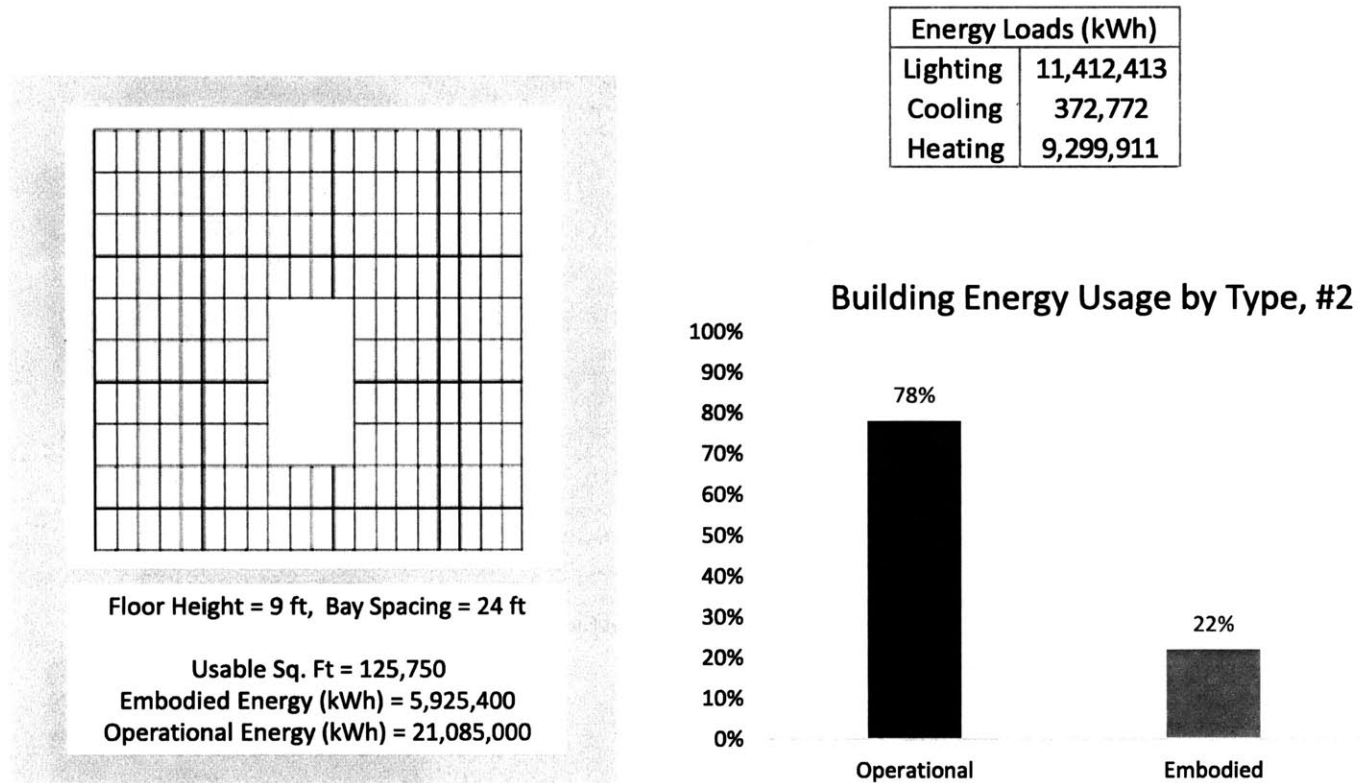 Energy Loads (kWh)
Lighting 11,412,413
Cooling 372,772
Heating 9,299,911
Floor Height = 9 ft, Bay Spacing = 24 ft
Usable Sq. Ft = 125,750
Embodied Energy (kWh) = 5,925,400
Operational Energy (kWh) = 21,085,000
Building Energy Usage by Type, #2
100%
90%
80%
70%
60%
50%
40%
30%
20%
10%
0%
78%
22%
Operational
Embodied